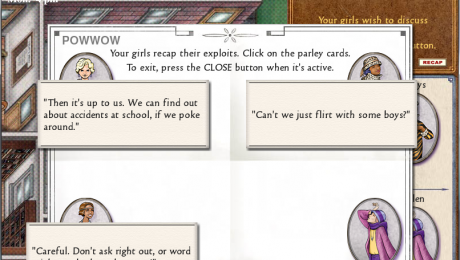 Your girls wish to discuss
utton.
RECAP
POWWOW
Your girls recap their exploits. Click on the parley cards.
To exit, press the CLOSE button when it's active.
"Then it's up to us. We can find out
about accidents at school, if we poke
around."
"Can't we just flirt with some boys?"
ys
en
"Careful. Don't ask right out, or word